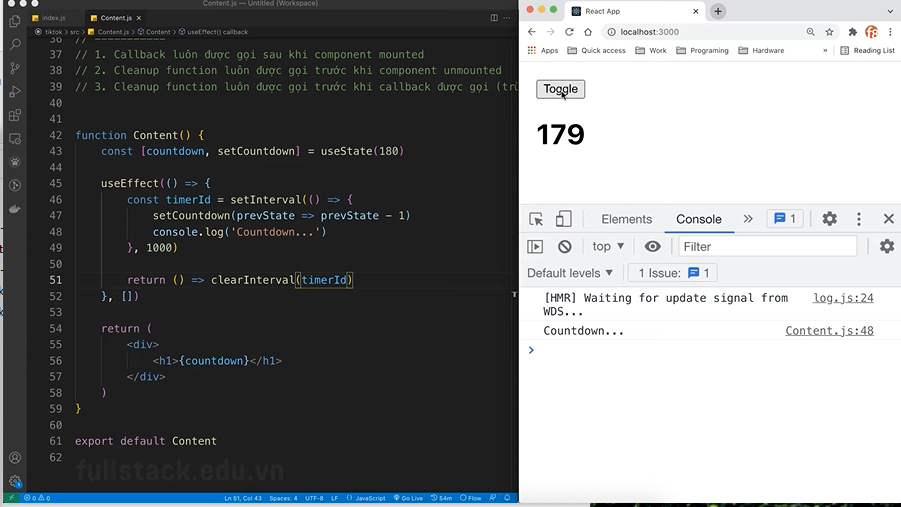 Content.js — Untitled (Workspace)
index.js
Content.js
tiktok > src > Content.js > Content > useEffect() callback
37 // 1. Callback luôn được gọi sau khi component mounted
38 // 2. Cleanup function luôn được gọi trước khi component unmounted
39 // 3. Cleanup function luôn được gọi trước khi callback được gọi (trừ
40
41
42 function Content() {
43 const [countdown, setCountdown] = useState(180)
44
45 useEffect(() => {
46 const timerId = setInterval(() => {
47 setCountdown(prevState => prevState - 1)
48 console.log('Countdown...')
49 }, 1000)
50
51 return () => clearInterval(timerId)
52 }, [])
53
54 return (
55 <div>
56 <h1>{countdown}</h1>
57 </div>
58 )
59 }
60
61 export default Content
62
fullstack.edu.vn
0 0 Ln 51, Col 43 Spaces: 4 UTF-8 LF {} JavaScript Go Live 54m Flow
React App
localhost:3000
Apps Quick access Work Programing Hardware » Reading List
Toggle
179
Elements Console » 1
top Filter
Default levels 1 Issue: 1
[HMR] Waiting for update signal from log.js:24
WDS...
Countdown... Content.js:48